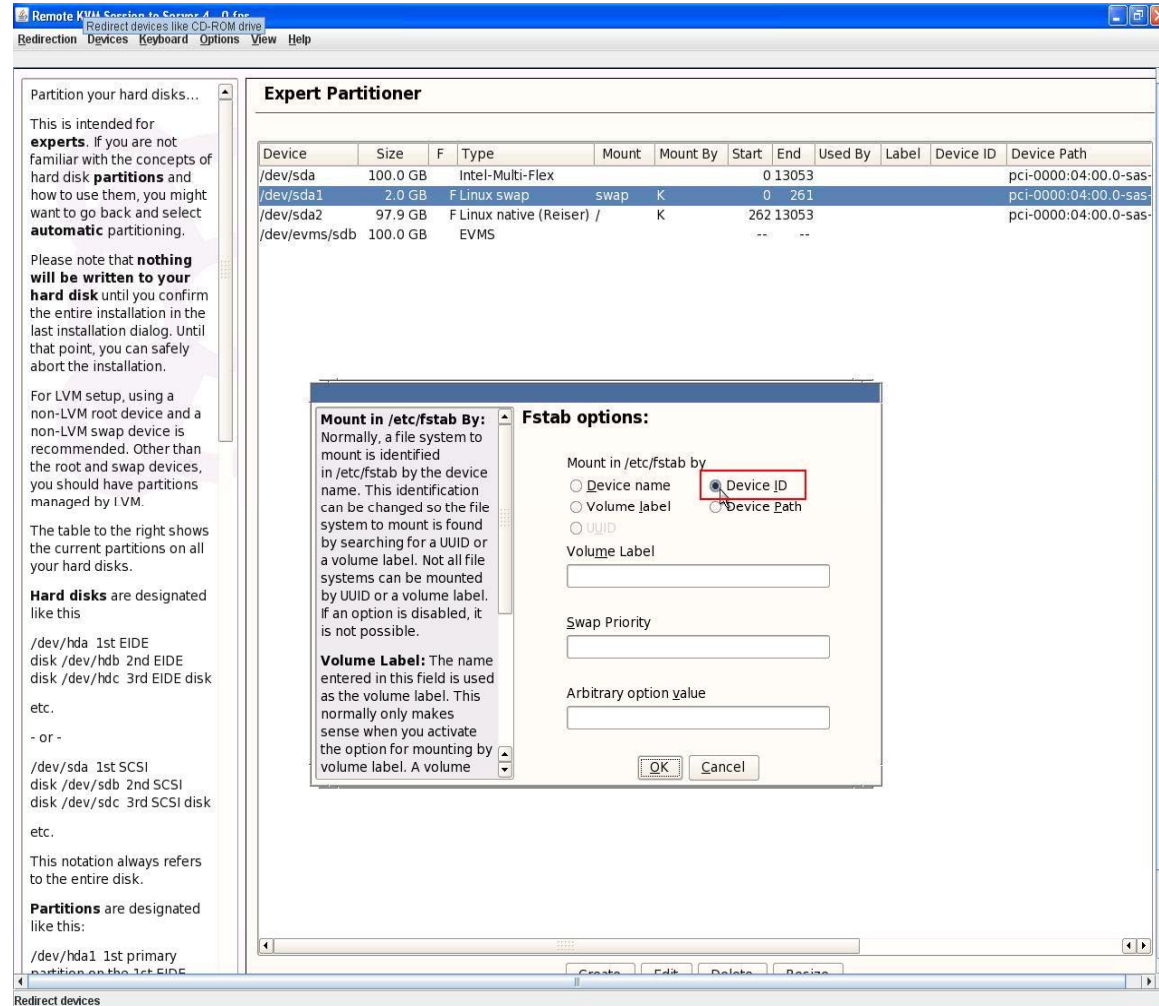 Remote KVM Session to Server 4 0 fps
Redirect devices like CD-ROM drive
Redirection Devices Keyboard Options View Help
Partition your hard disks...
This is intended for
experts. If you are not
familiar with the concepts of
hard disk partitions and
how to use them, you might
want to go back and select
automatic partitioning.
Please note that nothing
will be written to your
hard disk until you confirm
the entire installation in the
last installation dialog. Until
that point, you can safely
abort the installation.
For LVM setup, using a
non-LVM root device and a
non-LVM swap device is
recommended. Other than
the root and swap devices,
you should have partitions
managed by LVM.
The table to the right shows
the current partitions on all
your hard disks.
Hard disks are designated
like this
/dev/hda 1st EIDE
disk /dev/hdb 2nd EIDE
disk /dev/hdc 3rd EIDE disk
etc.
- or -
/dev/sda 1st SCSI
disk /dev/sdb 2nd SCSI
disk /dev/sdc 3rd SCSI disk
etc.
This notation always refers
to the entire disk.
Partitions are designated
like this:
/dev/hda1 1st primary
partition on the 1st EIDE
Expert Partitioner
Device Size F Type Mount Mount By Start End Used By Label Device ID Device Path
/dev/sda 100.0 GB Intel-Multi-Flex 0 13053 pci-0000:04:00.0-sas-
/dev/sda1 2.0 GB F Linux swap swap K 0 261 pci-0000:04:00.0-sas-
/dev/sda2 97.9 GB F Linux native (Reiser) / K 262 13053 pci-0000:04:00.0-sas-
/dev/evms/sdb 100.0 GB EVMS -- --
Mount in /etc/fstab By:
Normally, a file system to
mount is identified
in /etc/fstab by the device
name. This identification
can be changed so the file
system to mount is found
by searching for a UUID or
a volume label. Not all file
systems can be mounted
by UUID or a volume label.
If an option is disabled, it
is not possible.
Volume Label: The name
entered in this field is used
as the volume label. This
normally only makes
sense when you activate
the option for mounting by
volume label. A volume
Fstab options:
Mount in /etc/fstab by
Device name Device ID
Volume label Device Path
UUID
Volume Label
Swap Priority
Arbitrary option value
OK Cancel
Create Edit Delete Resize
Redirect devices